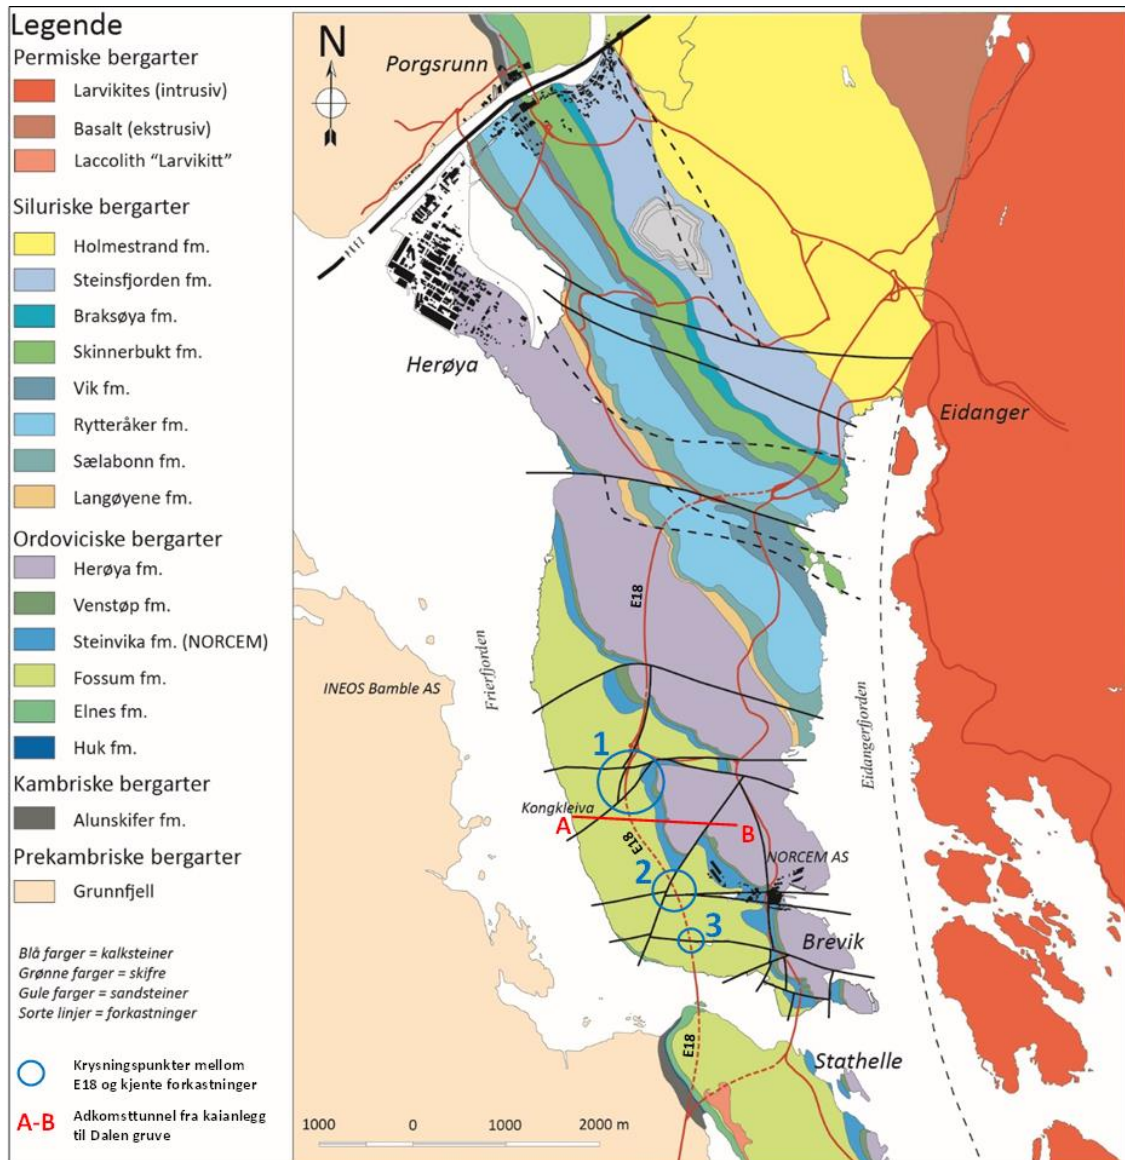 Legende
Permiske bergarter
Larvikites (intrusiv)
Basalt (ekstrusiv)
Laccolith "Larvikitt"
Siluriske bergarter
Holmestrand fm.
Steinsfjorden fm.
Braksøya fm.
Skinnerbukt fm.
Vik fm.
Rytteråker fm.
Sælabonn fm.
Langøyene fm.
Ordoviciske bergarter
Herøya fm.
Venstøp fm.
Steinvika fm. (NORCEM)
Fossum fm.
Elnes fm.
Huk fm.
Kambriske bergarter
Alunskifer fm.
Prekambriske bergarter
Grunnfjell
Blå farger = kalksteiner
Grønne farger = skifre
Gule farger = sandsteiner
Sorte linjer = forkastninger
Krysningspunkter mellom
E18 og kjente forkastninger
A-B
Adkomsttunnel fra kaianlegg
til Dalen gruve
N
Porgsrunn
Herøya
Eidanger
E18
INEOS Bamble AS
Frierfjorden
Eidangerfjorden
1
Kongkleiva
A
B
E18
NORCEM AS
2
3
Brevik
E18
Stathelle
1000
0
1000
2000 m